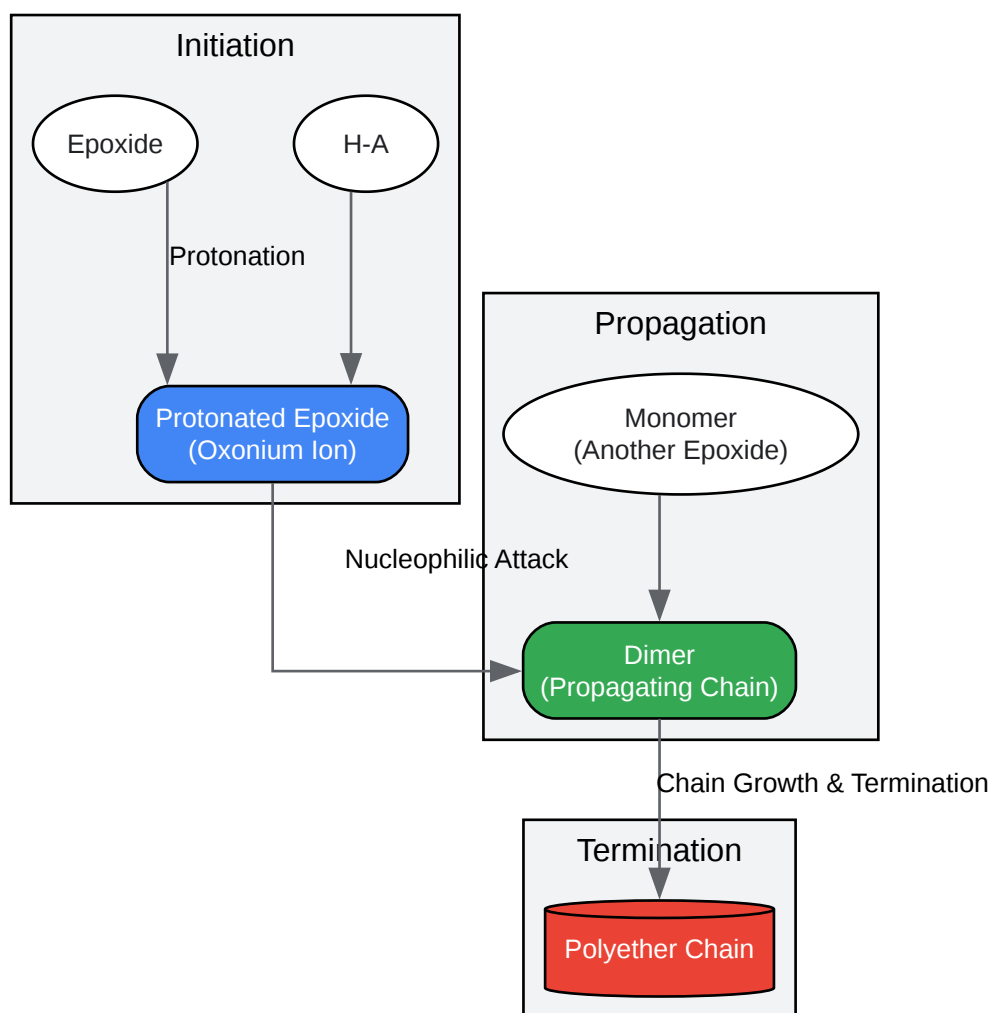 Initiation
Epoxide
H-A
Protonation
Protonated Epoxide
(Oxonium Ion)
Propagation
Monomer
(Another Epoxide)
Nucleophilic Attack
Dimer
(Propagating Chain)
Chain Growth & Termination
Termination
Polyether Chain